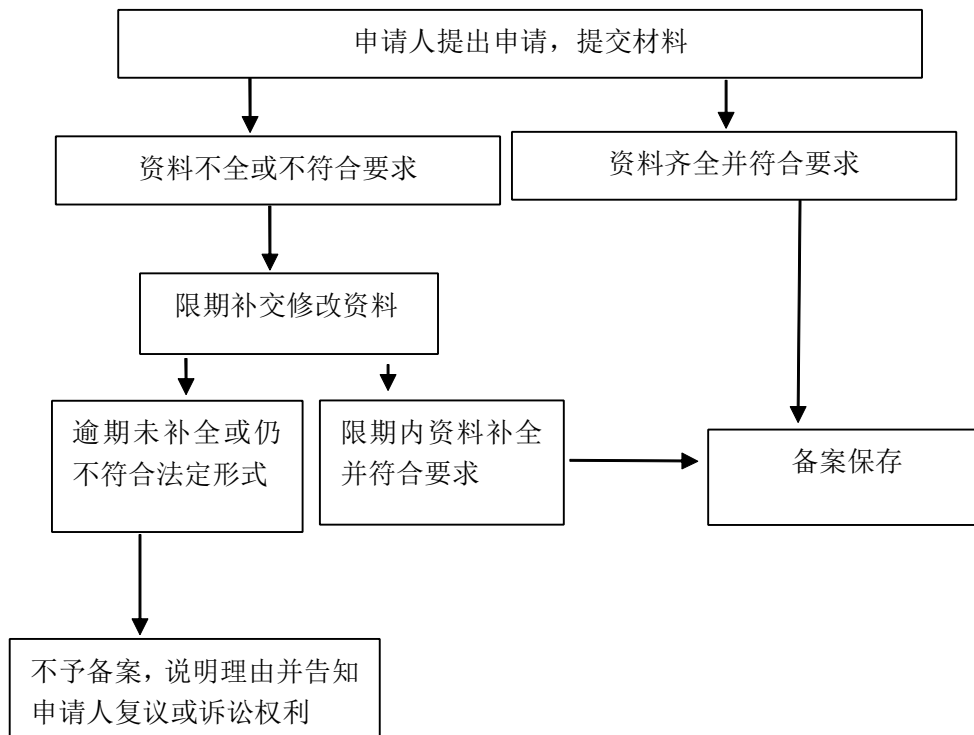 申请人提出申请，提交材料
资料不全或不符合要求
资料齐全并符合要求
限期补交修改资料
逾期未补全或仍
不符合法定形式
限期内资料补全
并符合要求
备案保存
不予备案，说明理由并告知
申请人复议或诉讼权利